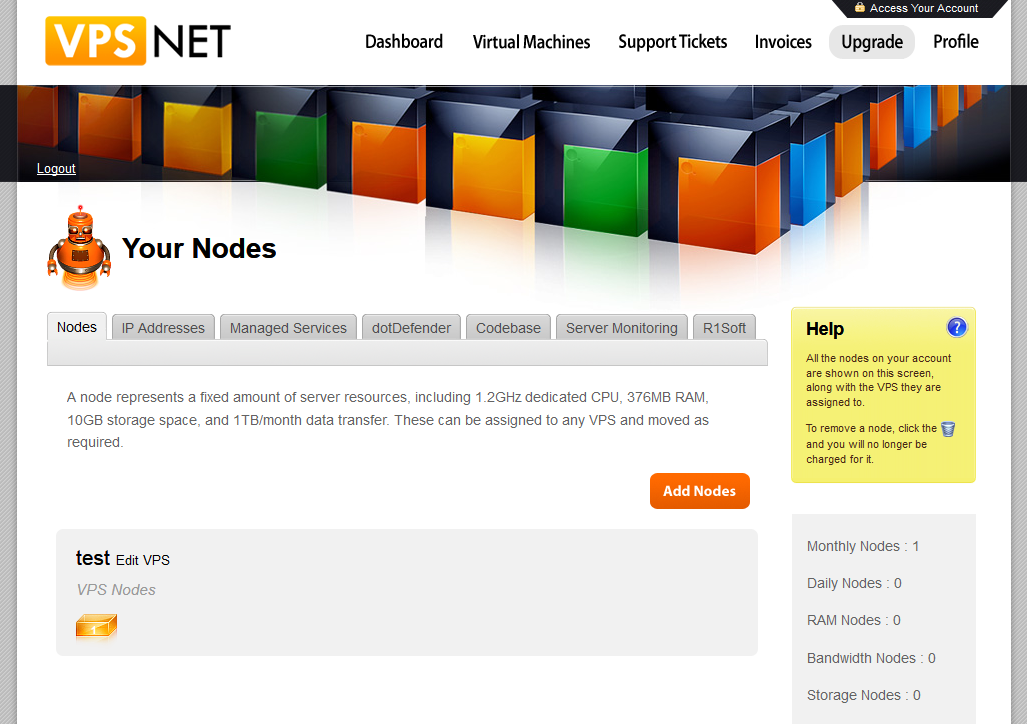 Access Your Account
VPS NET
Dashboard Virtual Machines Support Tickets Invoices Upgrade Profile
Logout
Your Nodes
Nodes IP Addresses Managed Services dotDefender Codebase Server Monitoring R1Soft
A node represents a fixed amount of server resources, including 1.2GHz dedicated CPU, 376MB RAM,
10GB storage space, and 1TB/month data transfer. These can be assigned to any VPS and moved as
required.
Add Nodes
test Edit VPS
VPS Nodes
1
Help ?
All the nodes on your account
are shown on this screen,
along with the VPS they are
assigned to.
To remove a node, click the
and you will no longer be
charged for it.
Monthly Nodes : 1
Daily Nodes : 0
RAM Nodes : 0
Bandwidth Nodes : 0
Storage Nodes : 0